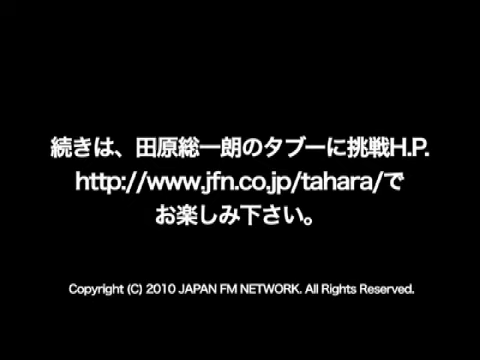 続きは、田原総一朗のタブーに挑戦H.P.
http://www.jfn.co.jp/tahara/で
お楽しみ下さい。
Copyright (C) 2010 JAPAN FM NETWORK. All Rights Reserved.